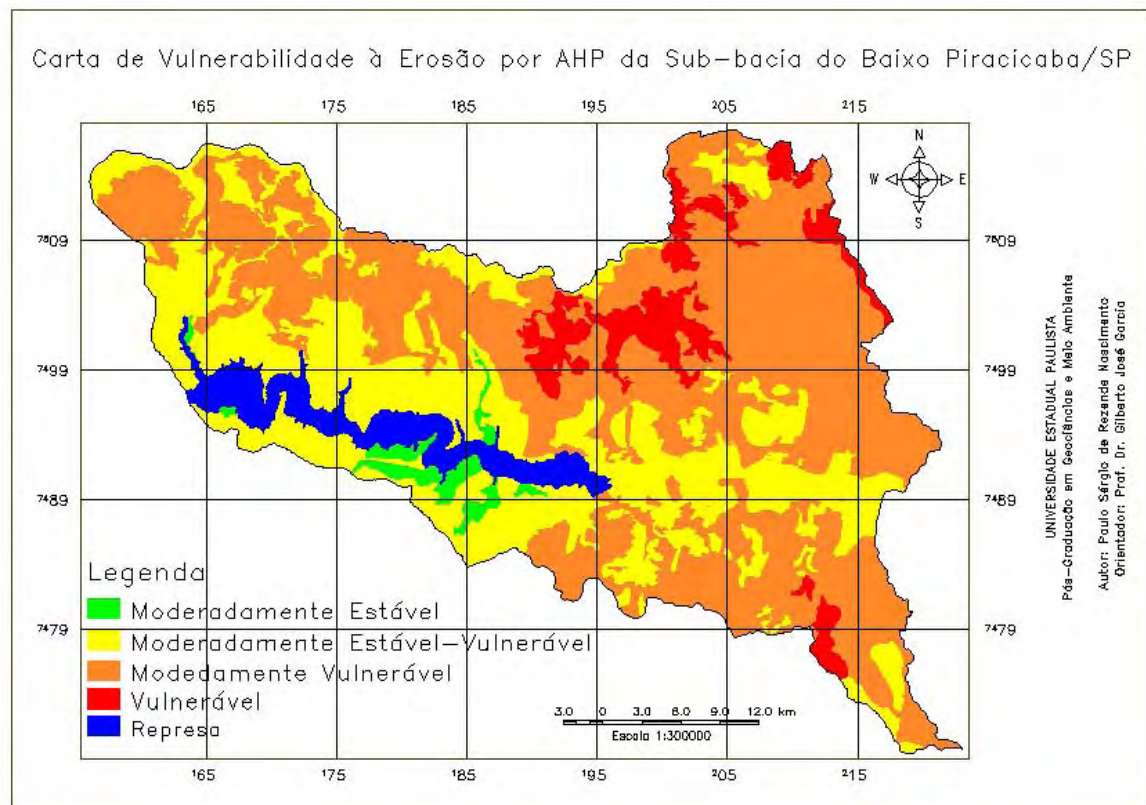 Carta de Vulnerabilidade à Erosão por AHP da Sub-bacia do Baixo Piracicaba/SP
165 175 185 195 205 215
N
W E
S
7509 7509
7499 7499
7489 7489
7479 7479
Legenda
Moderadamente Estável
Moderadamente Estável-Vulnerável
Modedamente Vulnerável
Vulnerável
Represa
3.0 0 3.0 6.0 9.0 12.0 km
Escala 1:300000
165 175 185 195 205 215
UNIVERSIDADE ESTADUAL PAULISTA
Pós-Graduação em Geociências e Meio Ambiente
Autor: Paulo Sérgio de Rezende Nascimento
Orientador: Prof. Dr. Gilberto José Garcia